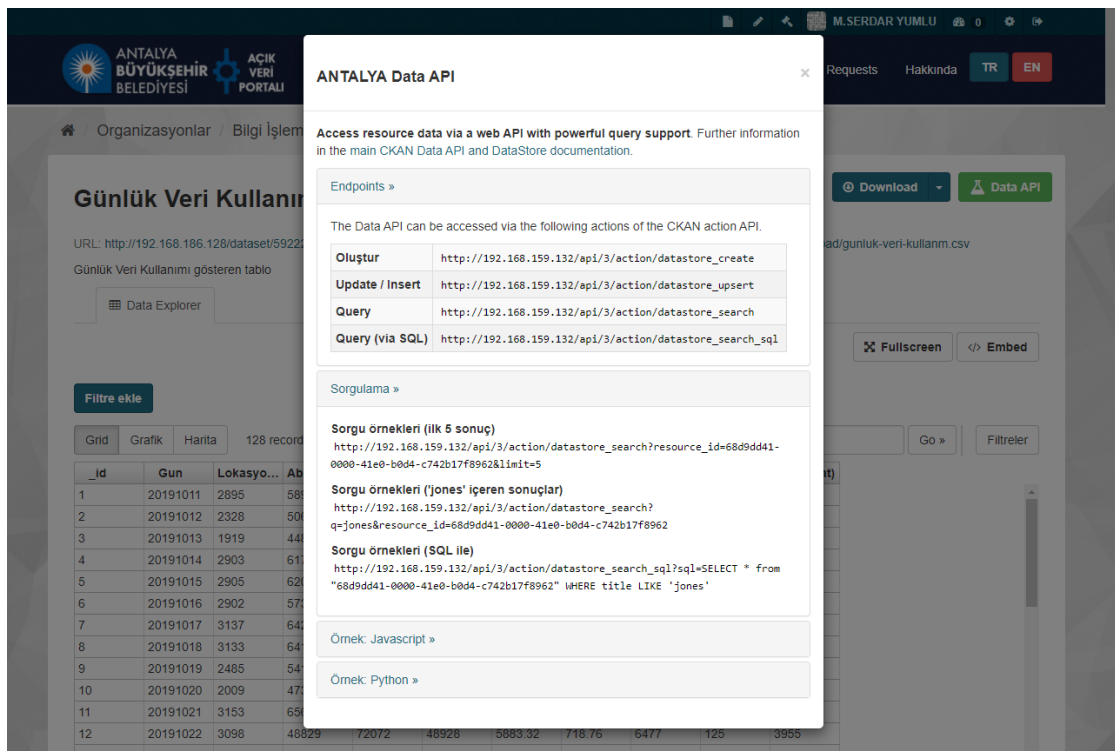 M.SERDAR YUMLU 0
ANTALYA
BÜYÜKŞEHİR
BELEDİYESİ
AÇIK
VERİ
PORTALI
Requests Hakkında TR EN
/ Organizasyonlar / Bilgi İşlem
Günlük Veri Kullanım
Download Data API
URL: http://192.168.186.128/dataset/5922
ad/gunluk-veri-kullanm.csv
Günlük Veri Kullanımı gösteren tablo
Data Explorer
Fullscreen </> Embed
Filtre ekle
Grid Grafik Harita 128 record
Go » Filtreler
_id Gun Lokasyo...
1 20191011 2895
2 20191012 2328
3 20191013 1919
4 20191014 2903
5 20191015 2905
6 20191016 2902
7 20191017 3137
8 20191018 3133
9 20191019 2485
10 20191020 2009
11 20191021 3153
12 20191022 3098 48829 72072 48928 5883.32 718.76 6477 125 3955
ANTALYA Data API ×
Access resource data via a web API with powerful query support. Further information
in the main CKAN Data API and DataStore documentation.
Endpoints »
The Data API can be accessed via the following actions of the CKAN action API.
Oluştur http://192.168.159.132/api/3/action/datastore_create
Update / Insert http://192.168.159.132/api/3/action/datastore_upsert
Query http://192.168.159.132/api/3/action/datastore_search
Query (via SQL) http://192.168.159.132/api/3/action/datastore_search_sql
Sorgulama »
Sorgu örnekleri (ilk 5 sonuç)
http://192.168.159.132/api/3/action/datastore_search?resource_id=68d9dd41-
0000-41e0-b0d4-c742b17f8962&limit=5
Sorgu örnekleri ('jones' içeren sonuçlar)
http://192.168.159.132/api/3/action/datastore_search?
q=jones&resource_id=68d9dd41-0000-41e0-b0d4-c742b17f8962
Sorgu örnekleri (SQL ile)
http://192.168.159.132/api/3/action/datastore_search_sql?sql=SELECT * from
"68d9dd41-0000-41e0-b0d4-c742b17f8962" WHERE title LIKE 'jones'
Örnek: Javascript »
Örnek: Python »